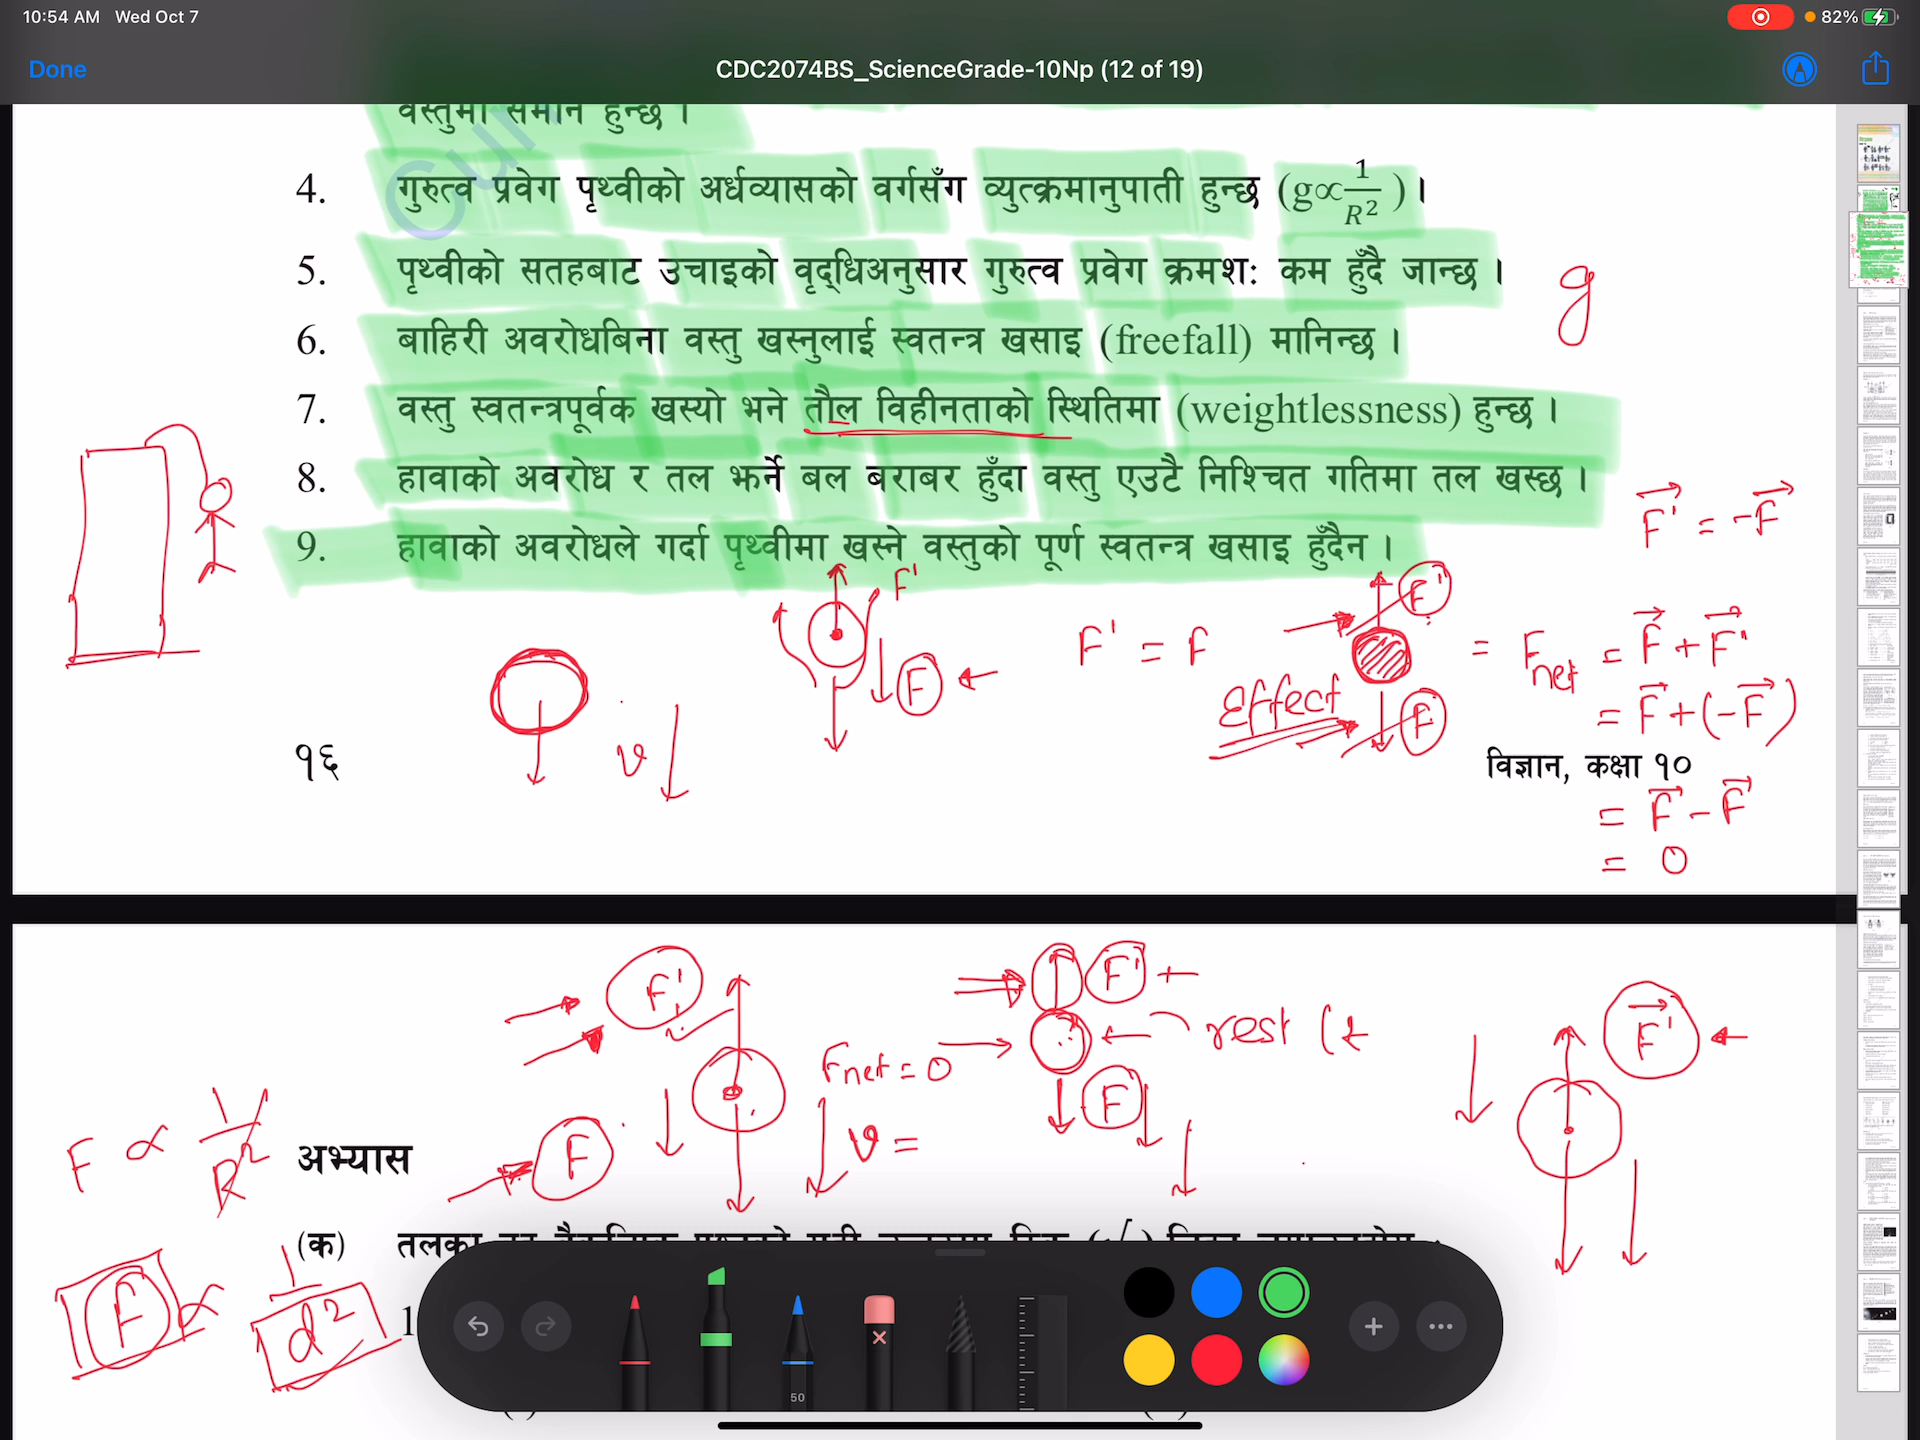 10:54 AM Wed Oct 7
82%
Done
CDC2074BS_ScienceGrade-10Np (12 of 19)
वस्तुमा समान हुन्छ ।
4. गुरुत्व प्रवेग पृथ्वीको अर्धव्यासको वर्गसँग व्युत्क्रमानुपाती हुन्छ (g∝1/R²) ।
5. पृथ्वीको सतहबाट उचाइको वृद्धिअनुसार गुरुत्व प्रवेग क्रमशः कम हुँदै जान्छ ।
g
6. बाहिरी अवरोधबिना वस्तु खस्नुलाई स्वतन्त्र खसाइ (freefall) मानिन्छ ।
7. वस्तु स्वतन्त्रपूर्वक खस्यो भने तौल विहीनताको स्थितिमा (weightlessness) हुन्छ ।
8. हावाको अवरोध र तल झर्ने बल बराबर हुँदा वस्तु एउटै निश्चित गतिमा तल खस्छ ।
F' = -F
9. हावाको अवरोधले गर्दा पृथ्वीमा खस्ने वस्तुको पूर्ण स्वतन्त्र खसाइ हुँदैन ।
F'
F
F' = F
F'
Effect
F
= Fnet = F + F'
= F + (-F)
v
१६
विज्ञान, कक्षा १०
= F - F
= 0
F'
F' +
rest (
F'
Fnet = 0
F
v =
F
F ∝ 1/R²
अभ्यास
(क)
F ∝ 1/d²
1
50